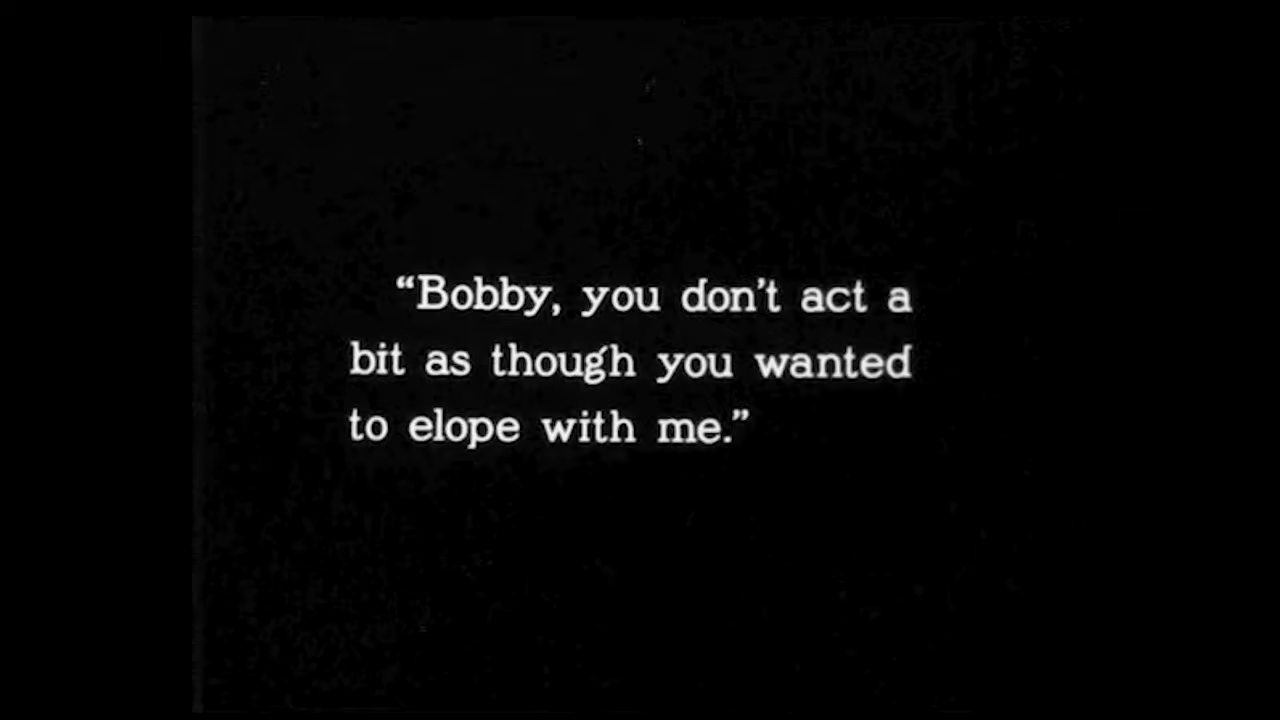 “Bobby, you don’t act a
bit as though you wanted
to elope with me.”